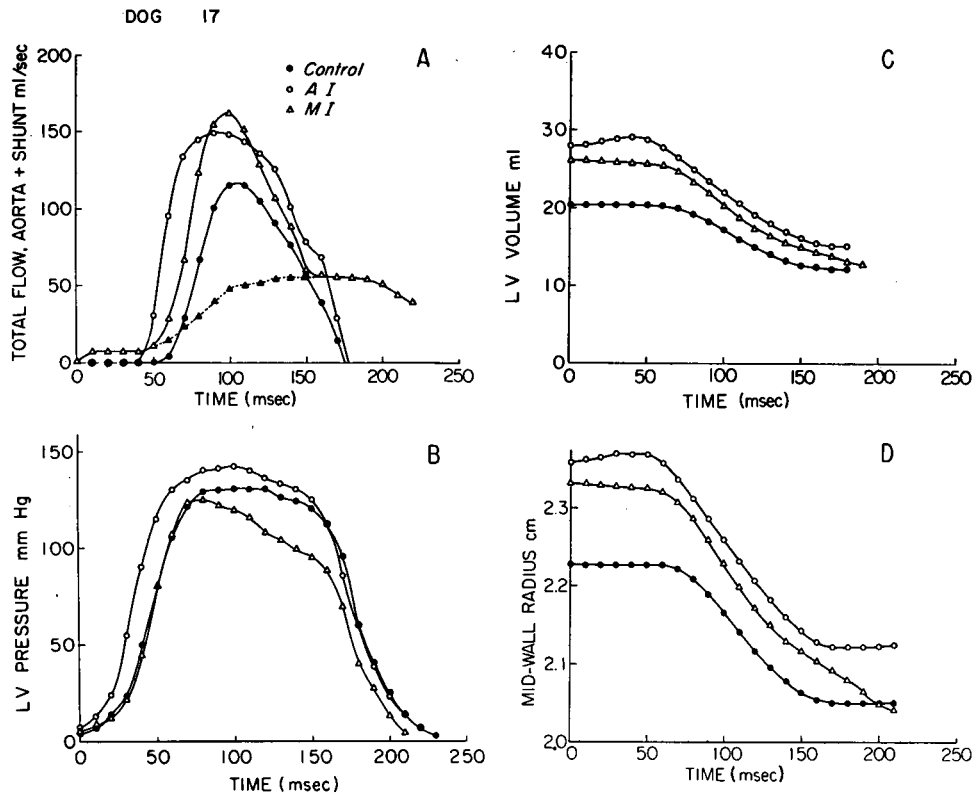 DOG 17
A
TOTAL FLOW, AORTA + SHUNT ml/sec
200
150
100
50
0
Control
A I
M I
0 50 100 150 200 250
TIME (msec)
C
LV VOLUME ml
40
30
20
10
0
0 50 100 150 200 250
TIME (msec)
B
LV PRESSURE mm Hg
150
100
50
0
0 50 100 150 200 250
TIME (msec)
D
MID-WALL RADIUS cm
2.3
2.2
2.1
2.0
0 50 100 150 200 250
TIME (msec)